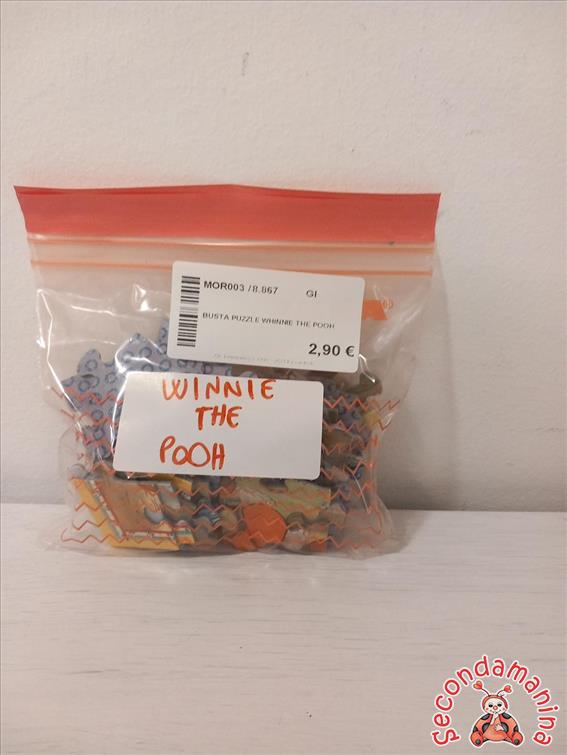 MOR003 /8.867 GI
BUSTA PUZZLE WHINNIE THE POOH
2,90 €
WINNIE
THE
POOH
Secondamanina